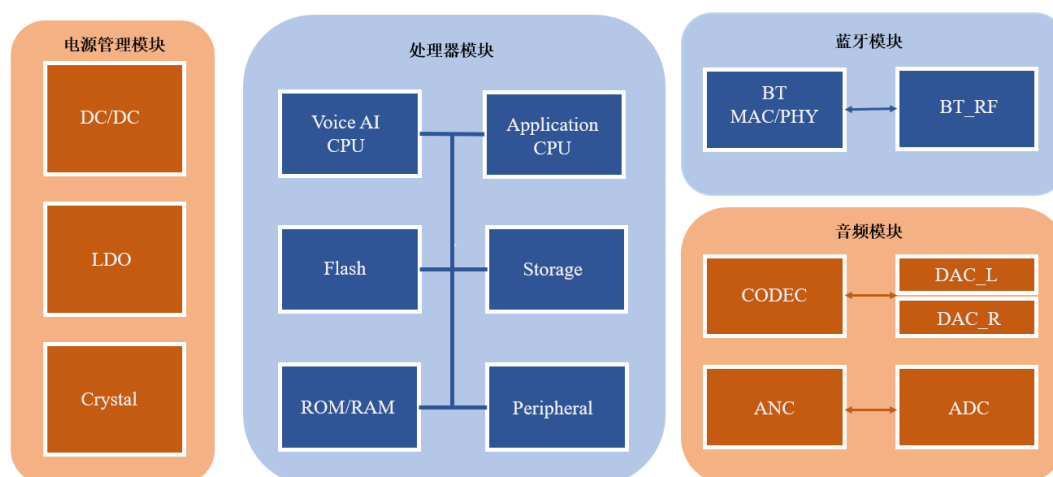 电源管理模块
DC/DC
LDO
Crystal
处理器模块
Voice AI
CPU
Application
CPU
Flash
Storage
ROM/RAM
Peripheral
蓝牙模块
BT
MAC/PHY
BT_RF
音频模块
CODEC
DAC_L
DAC_R
ANC
ADC